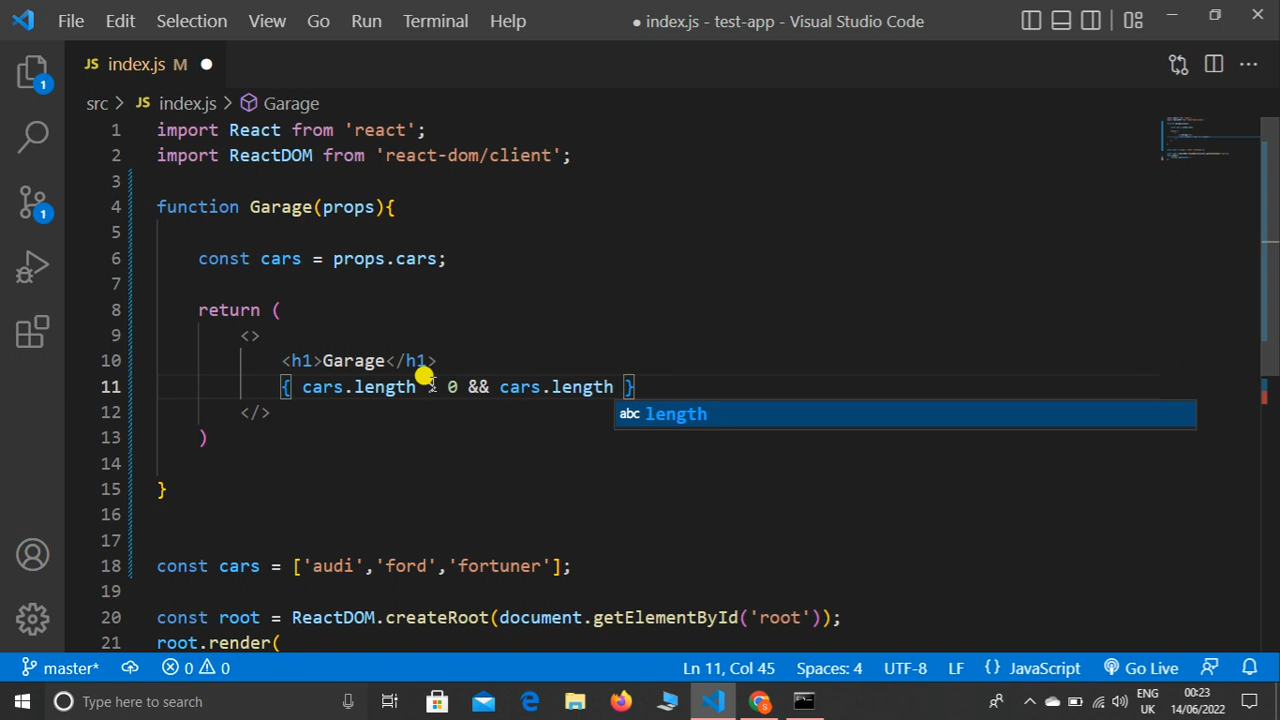 File Edit Selection View Go Run Terminal Help ● index.js - test-app - Visual Studio Code
JS index.js M
src > JS index.js > Garage
1 import React from 'react';
2 import ReactDOM from 'react-dom/client';
3
4 function Garage(props){
5
6 const cars = props.cars;
7
8 return (
9 <>
10 <h1>Garage</h1>
11 { cars.length 0 && cars.length }
abc length
12 </>
13 )
14
15 }
16
17
18 const cars = ['audi','ford','fortuner'];
19
20 const root = ReactDOM.createRoot(document.getElementById('root'));
21 root.render(
1
1
master* 0 0 Ln 11, Col 45 Spaces: 4 UTF-8 LF {} JavaScript Go Live
Type here to search ENG UK 00:23 14/06/2022